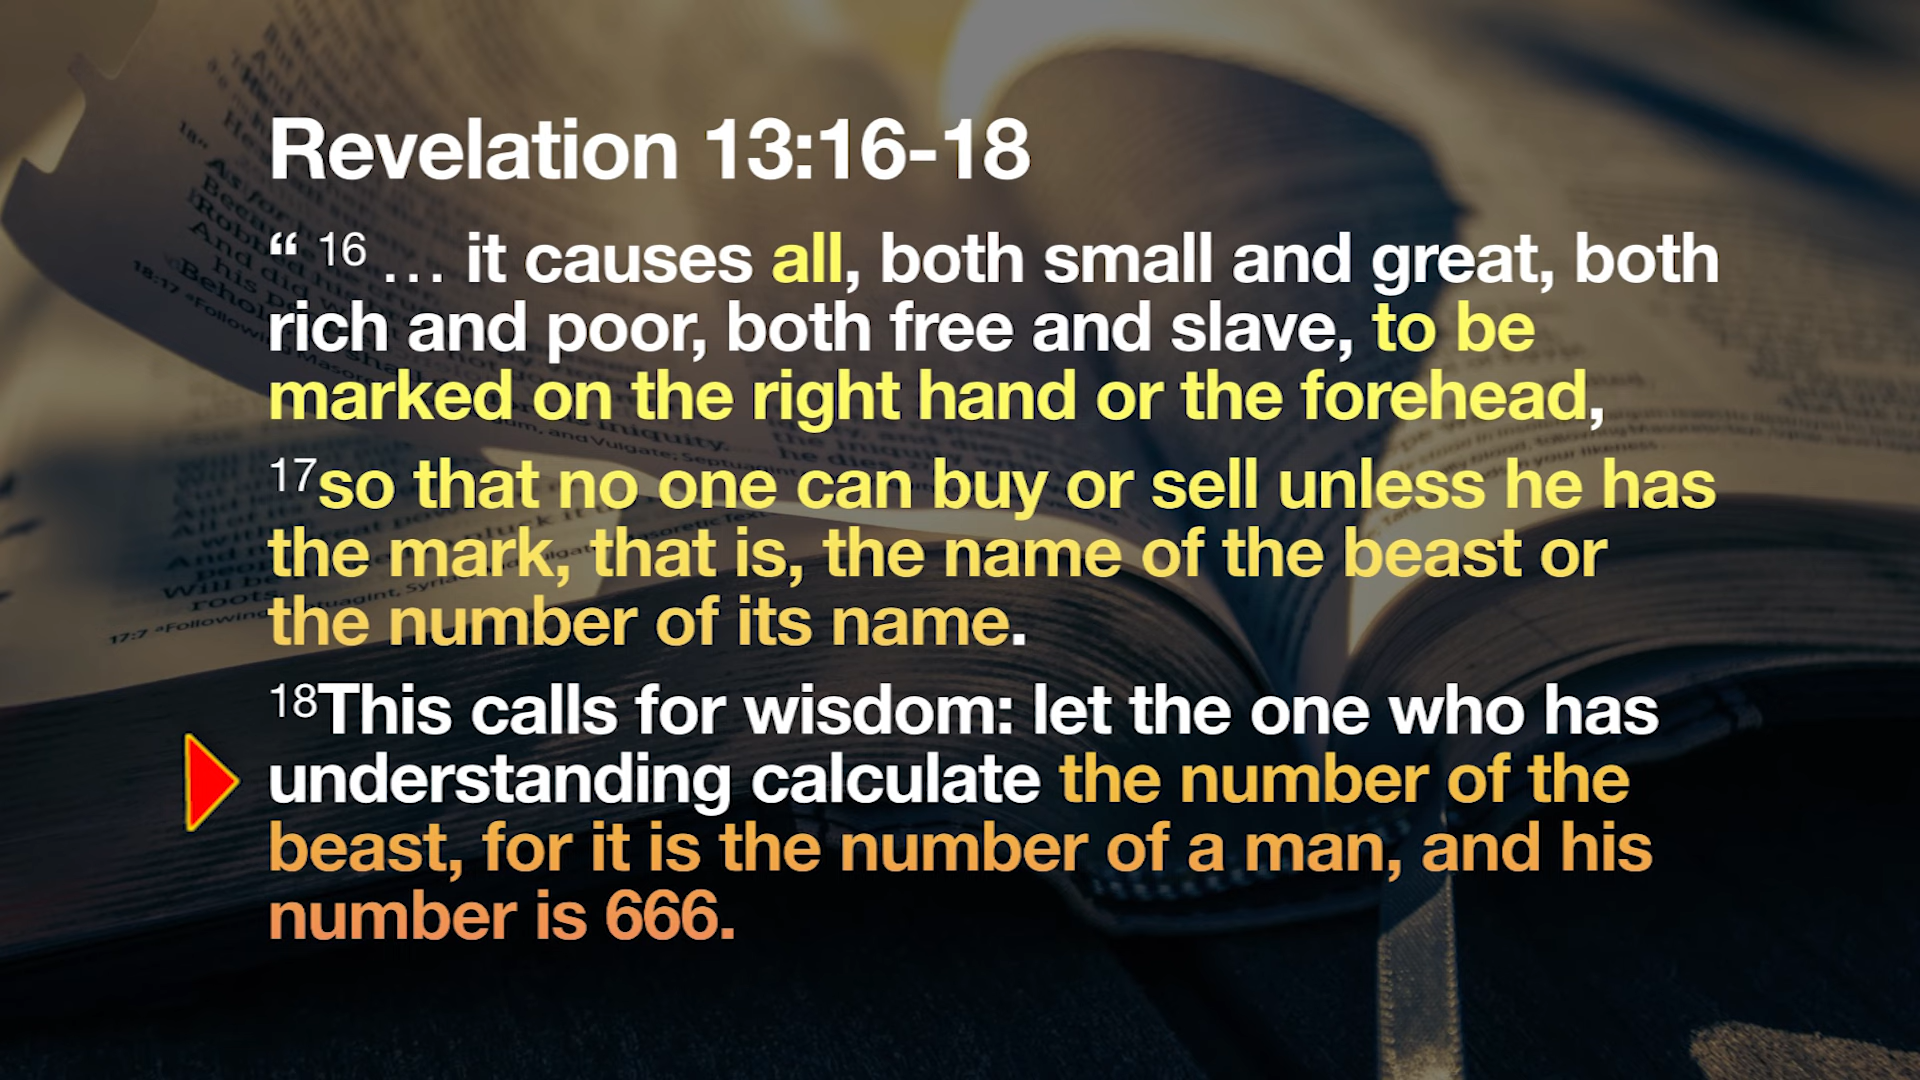 Revelation 13:16-18
“ 16 … it causes all, both small and great, both
rich and poor, both free and slave, to be
marked on the right hand or the forehead,
17so that no one can buy or sell unless he has
the mark, that is, the name of the beast or
the number of its name.
18This calls for wisdom: let the one who has
understanding calculate the number of the
beast, for it is the number of a man, and his
number is 666.